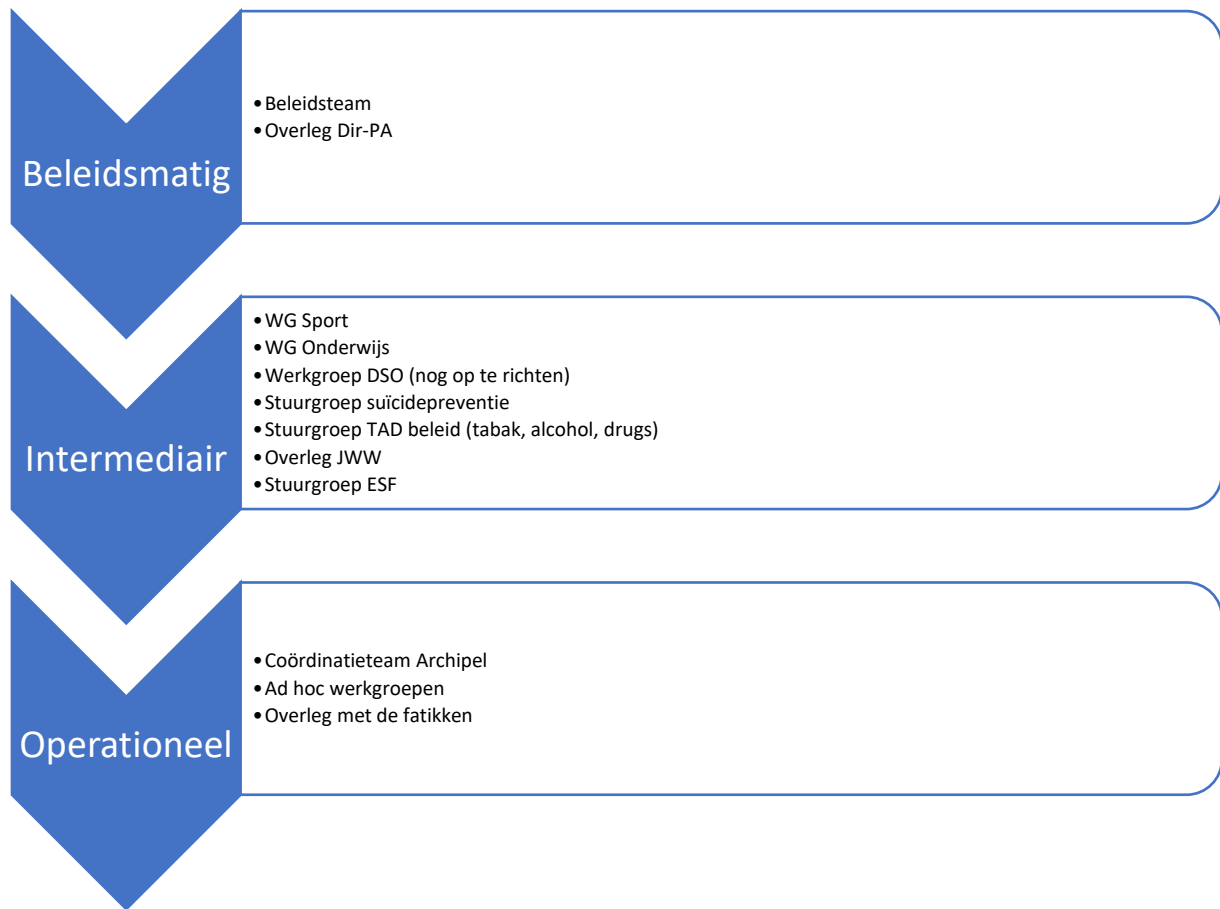 Beleidsmatig
•Beleidsteam
•Overleg Dir-PA
Intermediair
•WG Sport
•WG Onderwijs
•Werkgroep DSO (nog op te richten)
•Stuurgroep suïcidepreventie
•Stuurgroep TAD beleid (tabak, alcohol, drugs)
•Overleg JWW
•Stuurgroep ESF
Operationeel
•Coördinatieteam Archipel
•Ad hoc werkgroepen
•Overleg met de fatikken